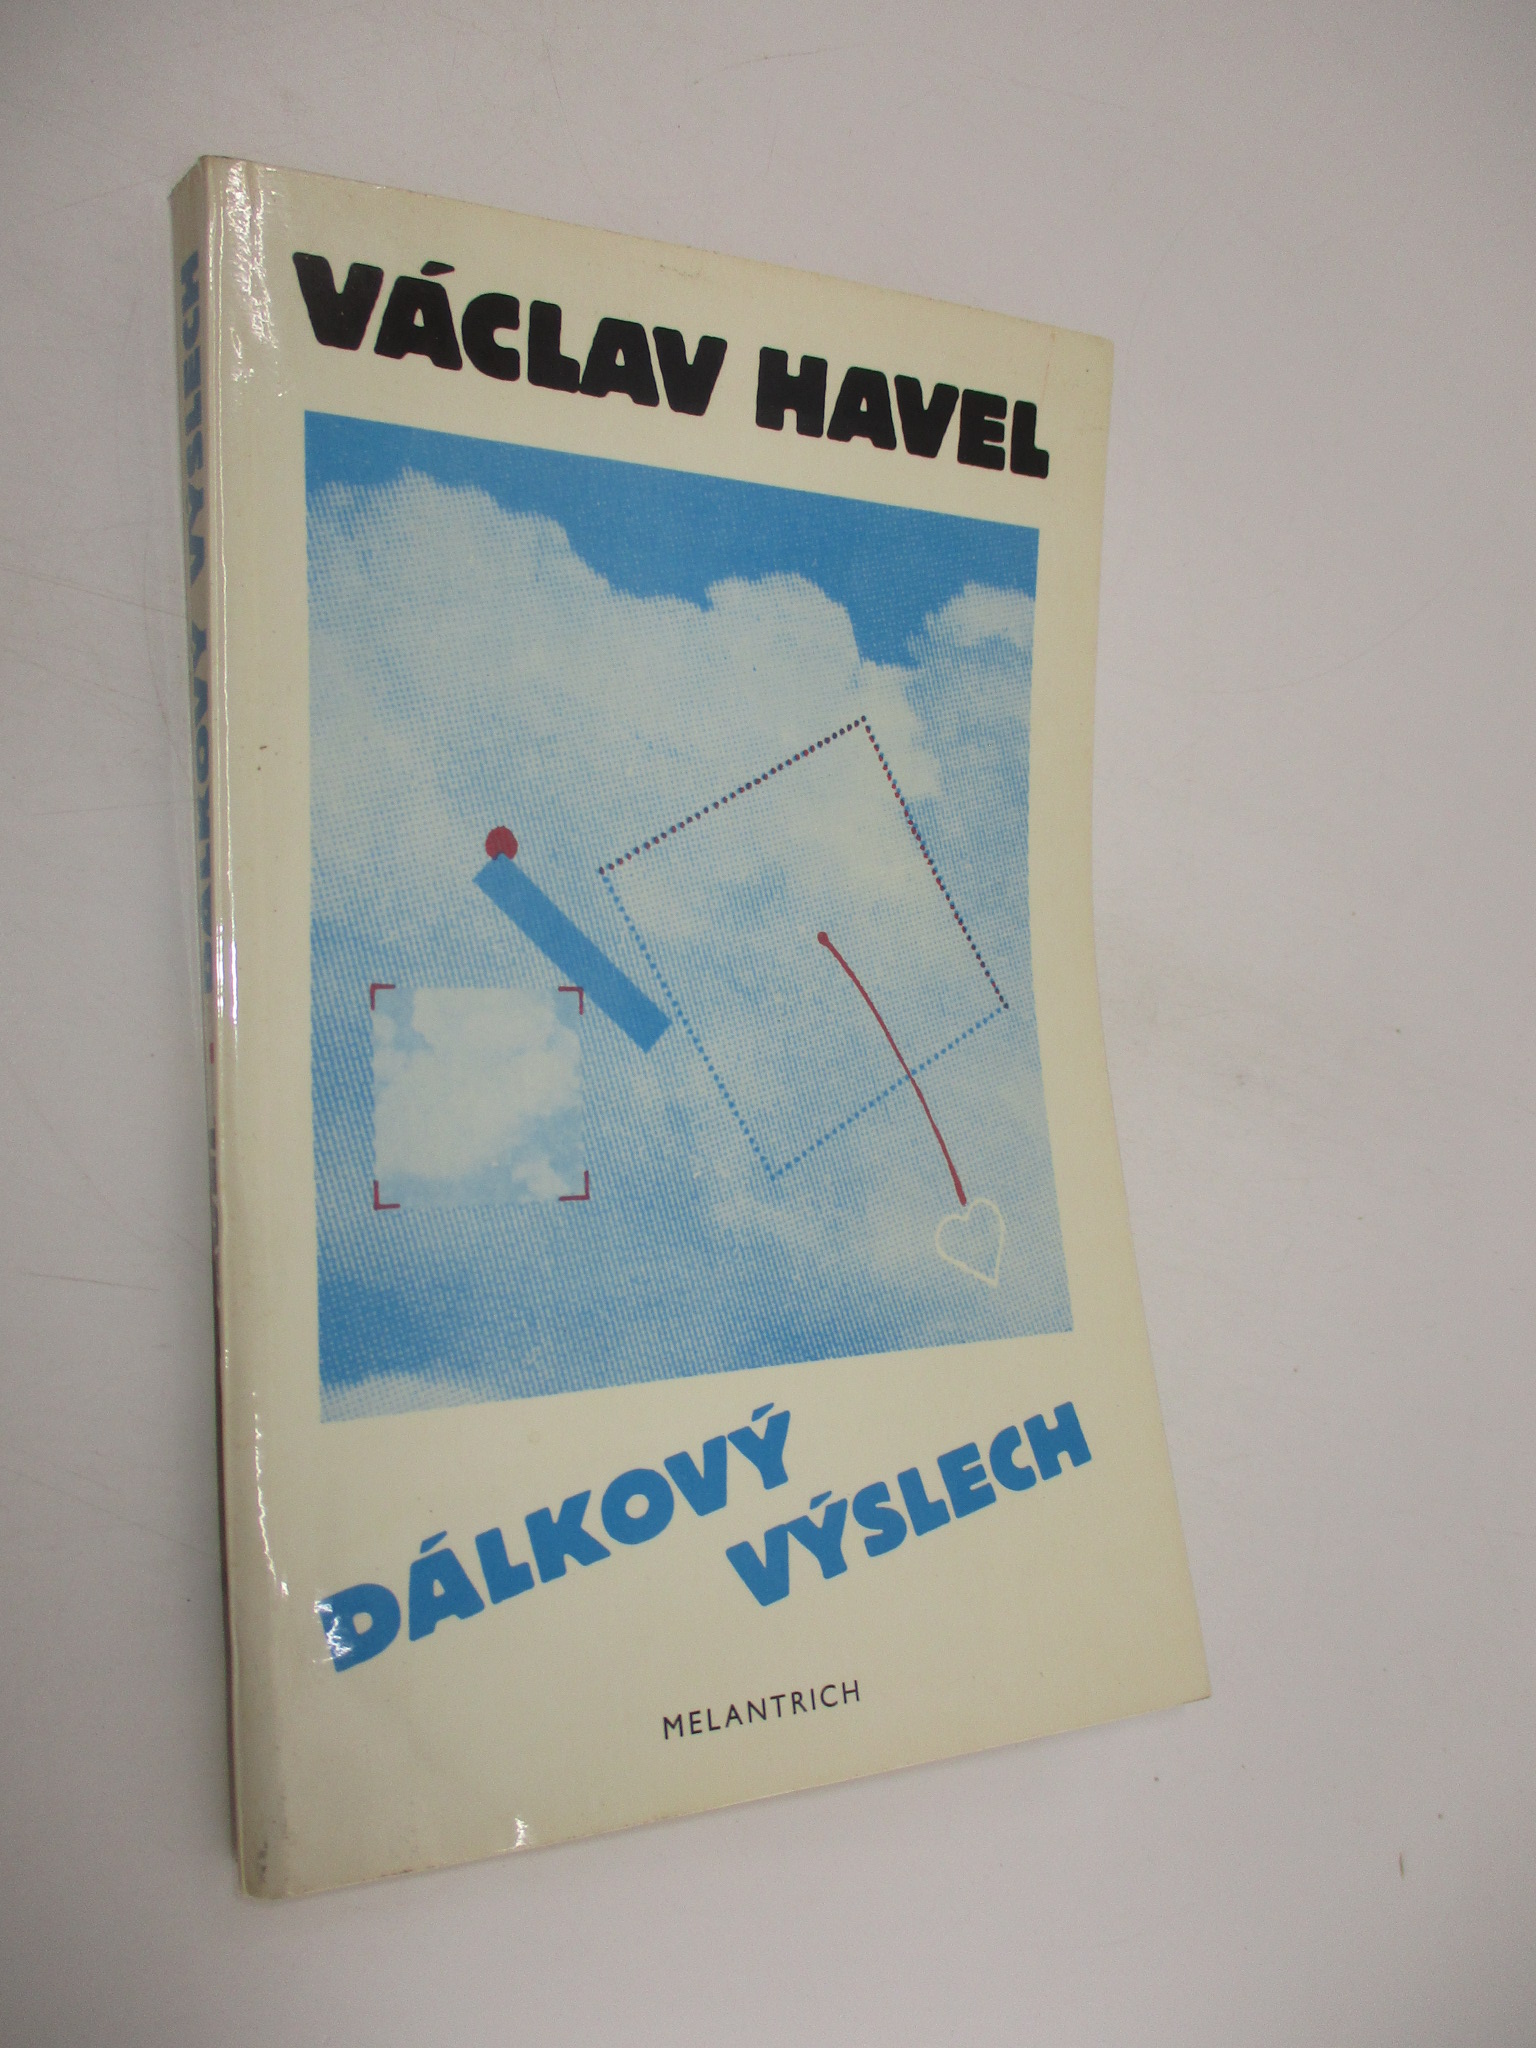 VÁCLAV HAVEL
DÁLKOVÝ
VÝSLECH
MELANTRICH